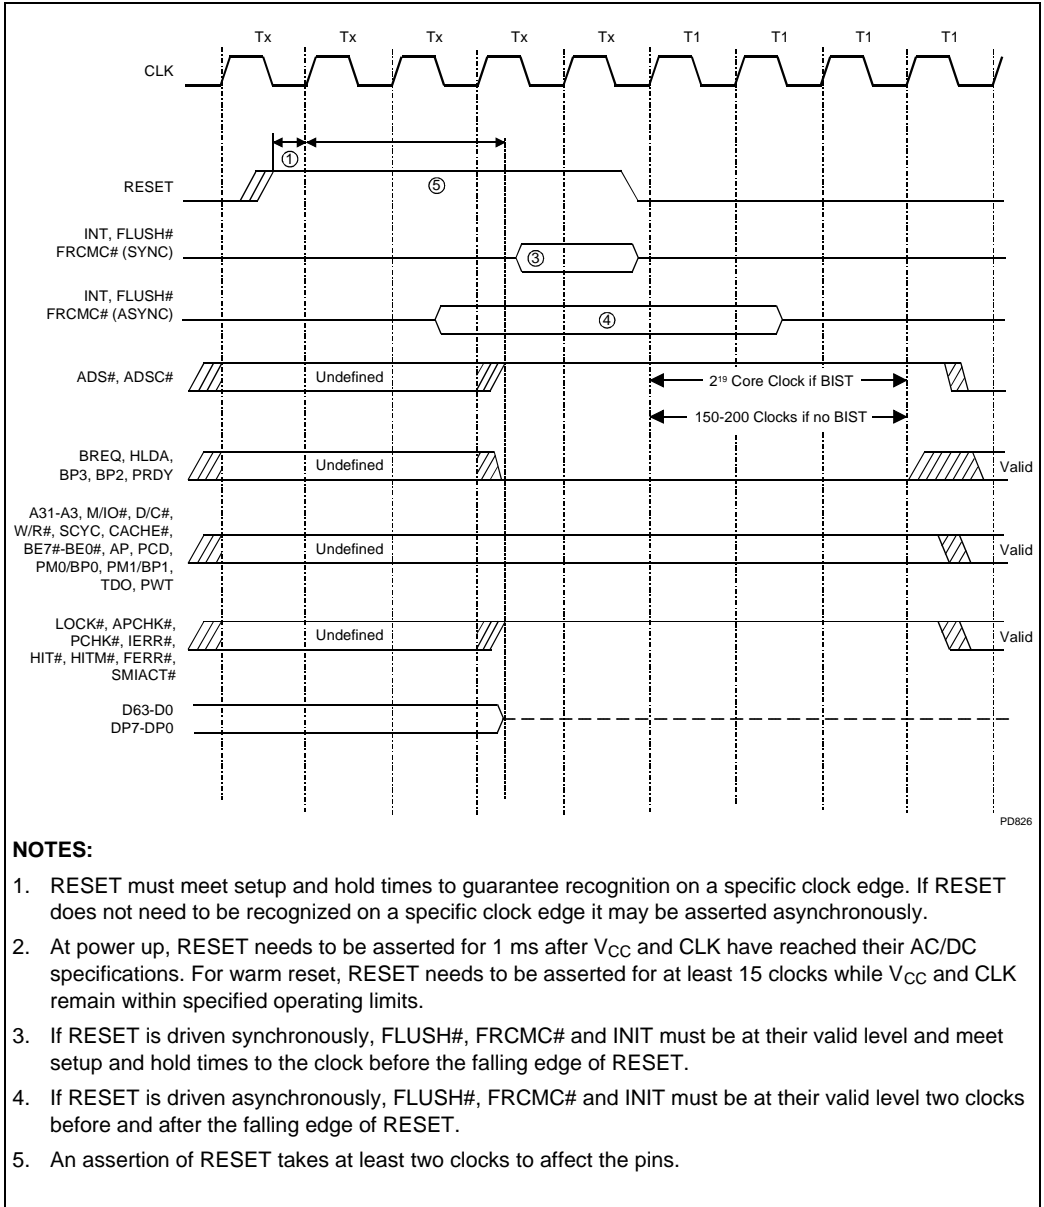 Tx Tx Tx Tx Tx T1 T1 T1 T1
CLK
①
RESET
⑤
INT, FLUSH#
FRCMC# (SYNC)
③
INT, FLUSH#
FRCMC# (ASYNC)
④
ADS#, ADSC#
Undefined
2¹⁹ Core Clock if BIST
150-200 Clocks if no BIST
BREQ, HLDA,
BP3, BP2, PRDY
Undefined
Valid
A31-A3, M/IO#, D/C#,
W/R#, SCYC, CACHE#,
BE7#-BE0#, AP, PCD,
PM0/BP0, PM1/BP1,
TDO, PWT
Undefined
Valid
LOCK#, APCHK#,
PCHK#, IERR#,
HIT#, HITM#, FERR#,
SMIACT#
Undefined
Valid
D63-D0
DP7-DP0
PD826
NOTES:
1. RESET must meet setup and hold times to guarantee recognition on a specific clock edge. If RESET
does not need to be recognized on a specific clock edge it may be asserted asynchronously.
2. At power up, RESET needs to be asserted for 1 ms after VCC and CLK have reached their AC/DC
specifications. For warm reset, RESET needs to be asserted for at least 15 clocks while VCC and CLK
remain within specified operating limits.
3. If RESET is driven synchronously, FLUSH#, FRCMC# and INIT must be at their valid level and meet
setup and hold times to the clock before the falling edge of RESET.
4. If RESET is driven asynchronously, FLUSH#, FRCMC# and INIT must be at their valid level two clocks
before and after the falling edge of RESET.
5. An assertion of RESET takes at least two clocks to affect the pins.